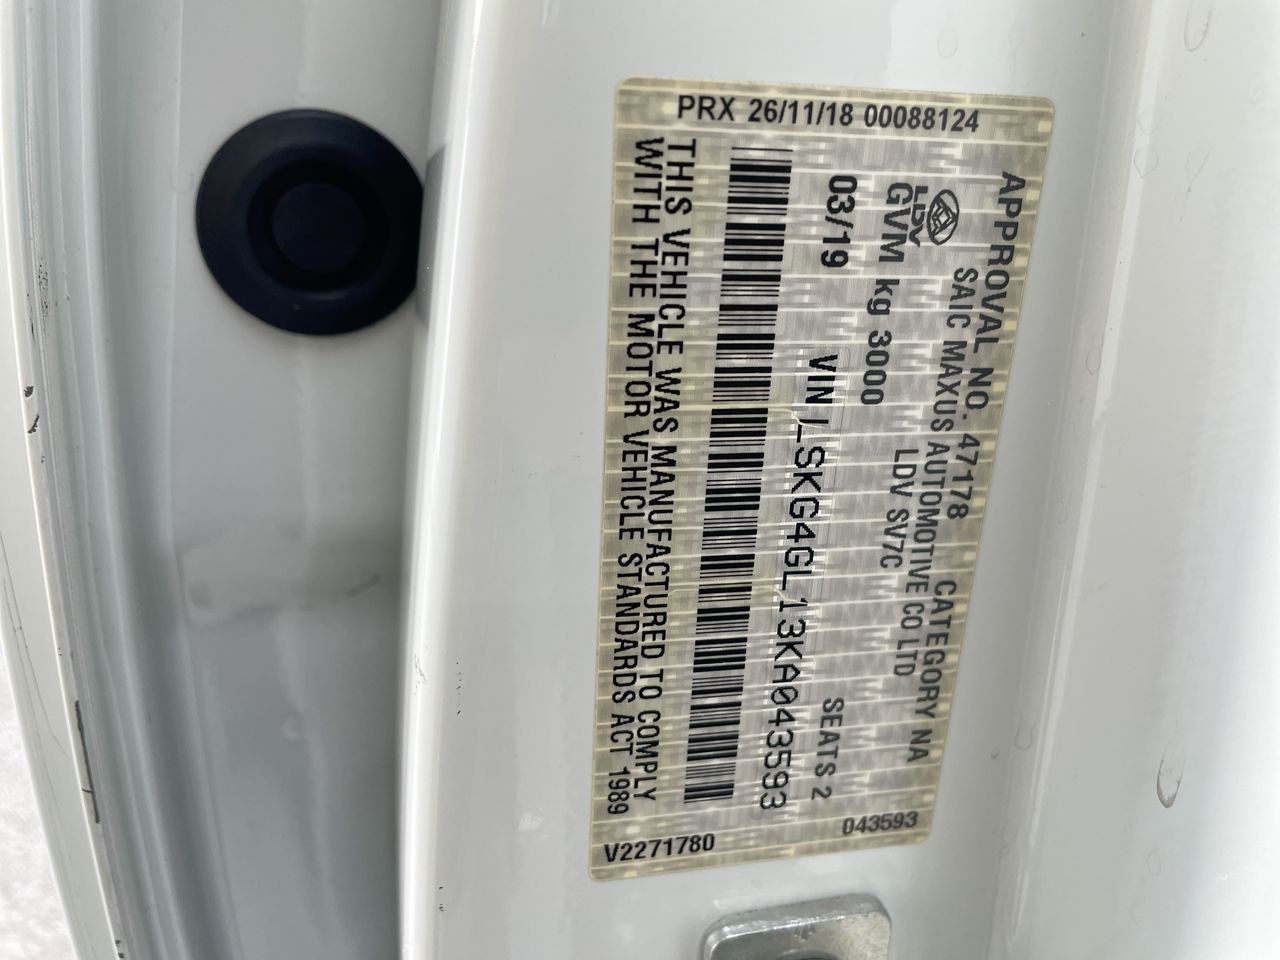 PRX 26/11/18 00088124
APPROVAL NO. 47178 CATEGORY NA
SAIC MAXUS AUTOMOTIVE CO LTD
LDV
LDV SV7C
GVM kg 3000
03/19 SEATS 2
VIN LSKG4GL13KA043593
THIS VEHICLE WAS MANUFACTURED TO COMPLY
WITH THE MOTOR VEHICLE STANDARDS ACT 1989
V2271780
043593